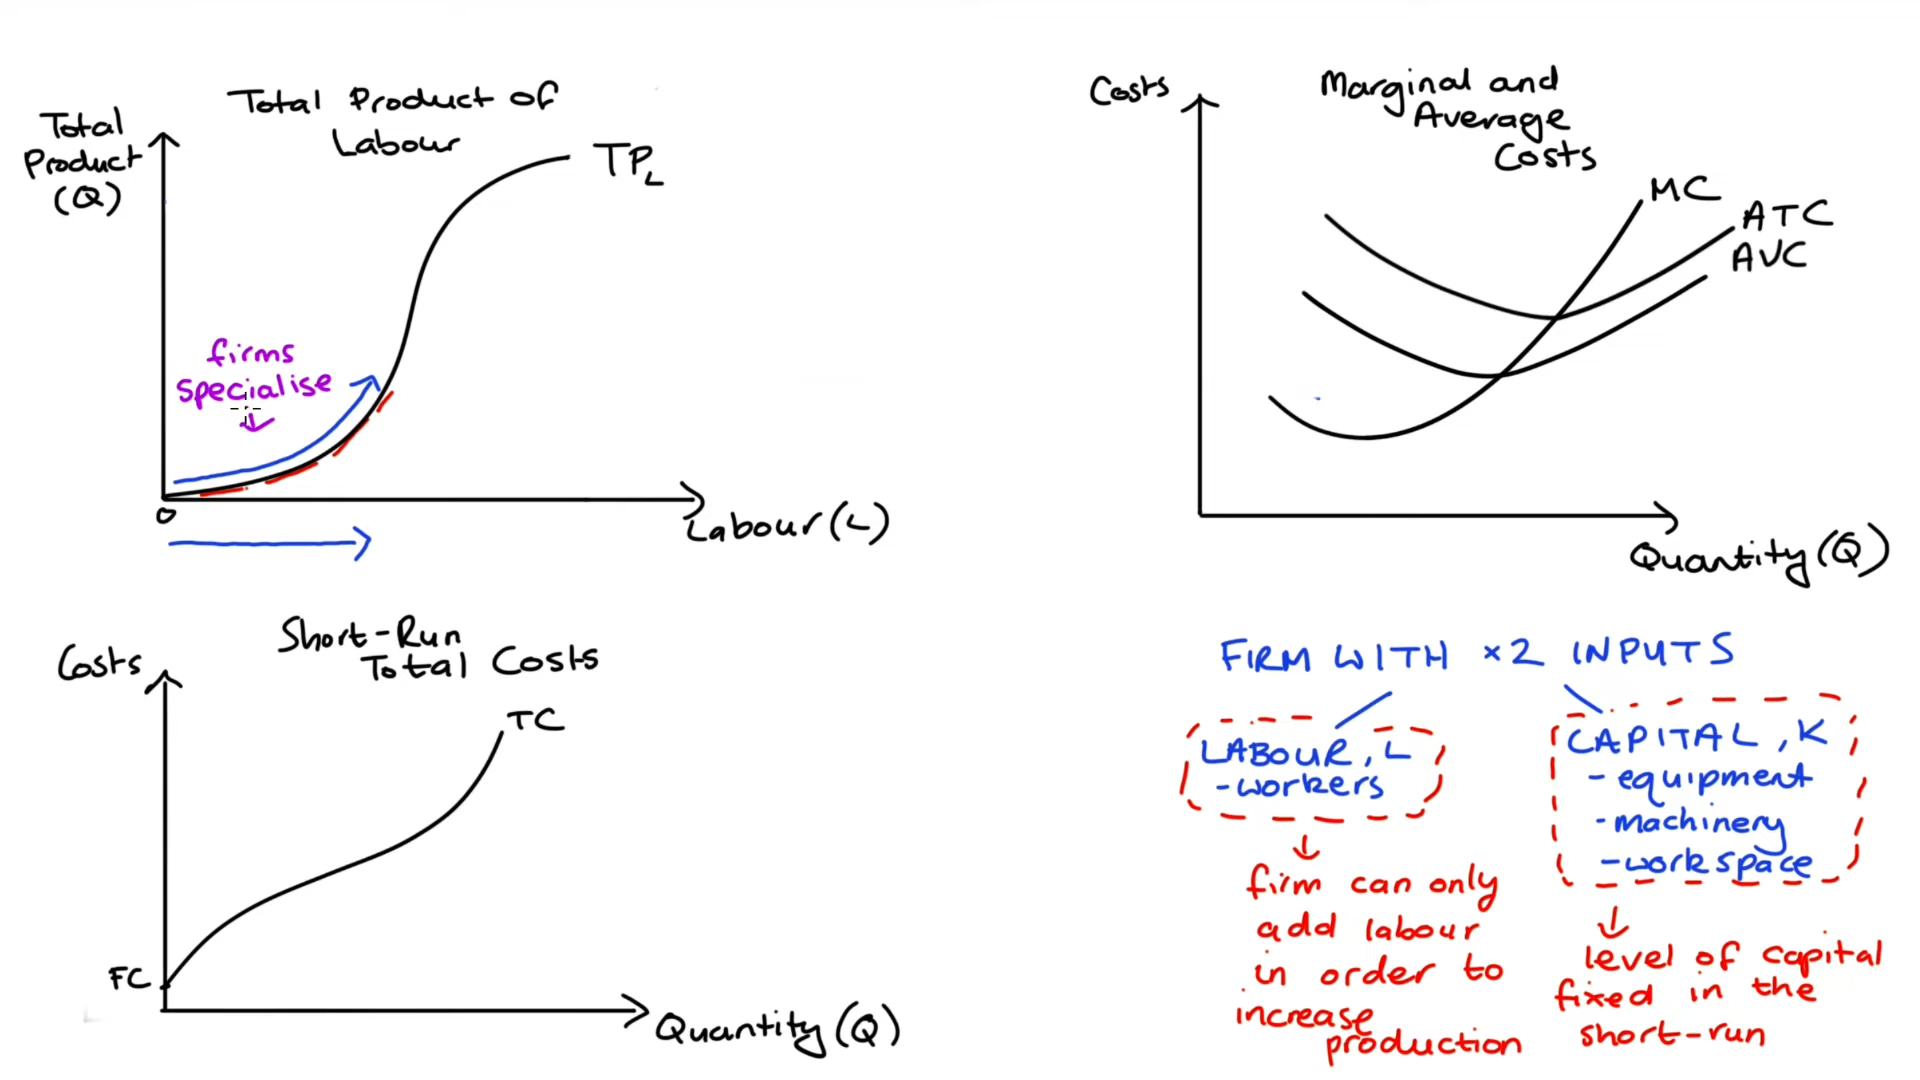 Total Product of
Labour
Total
Product
(Q)
TPL
firms
specialise
0
Labour (L)
Costs
Marginal and
Average
Costs
MC
ATC
AVC
Quantity (Q)
Short-Run
Total Costs
Costs
TC
FC
Quantity (Q)
FIRM WITH ×2 INPUTS
LABOUR, L
- workers
firm can only
add labour
in order to
increase
production
CAPITAL, K
- equipment
- machinery
- workspace
level of capital
fixed in the
short-run